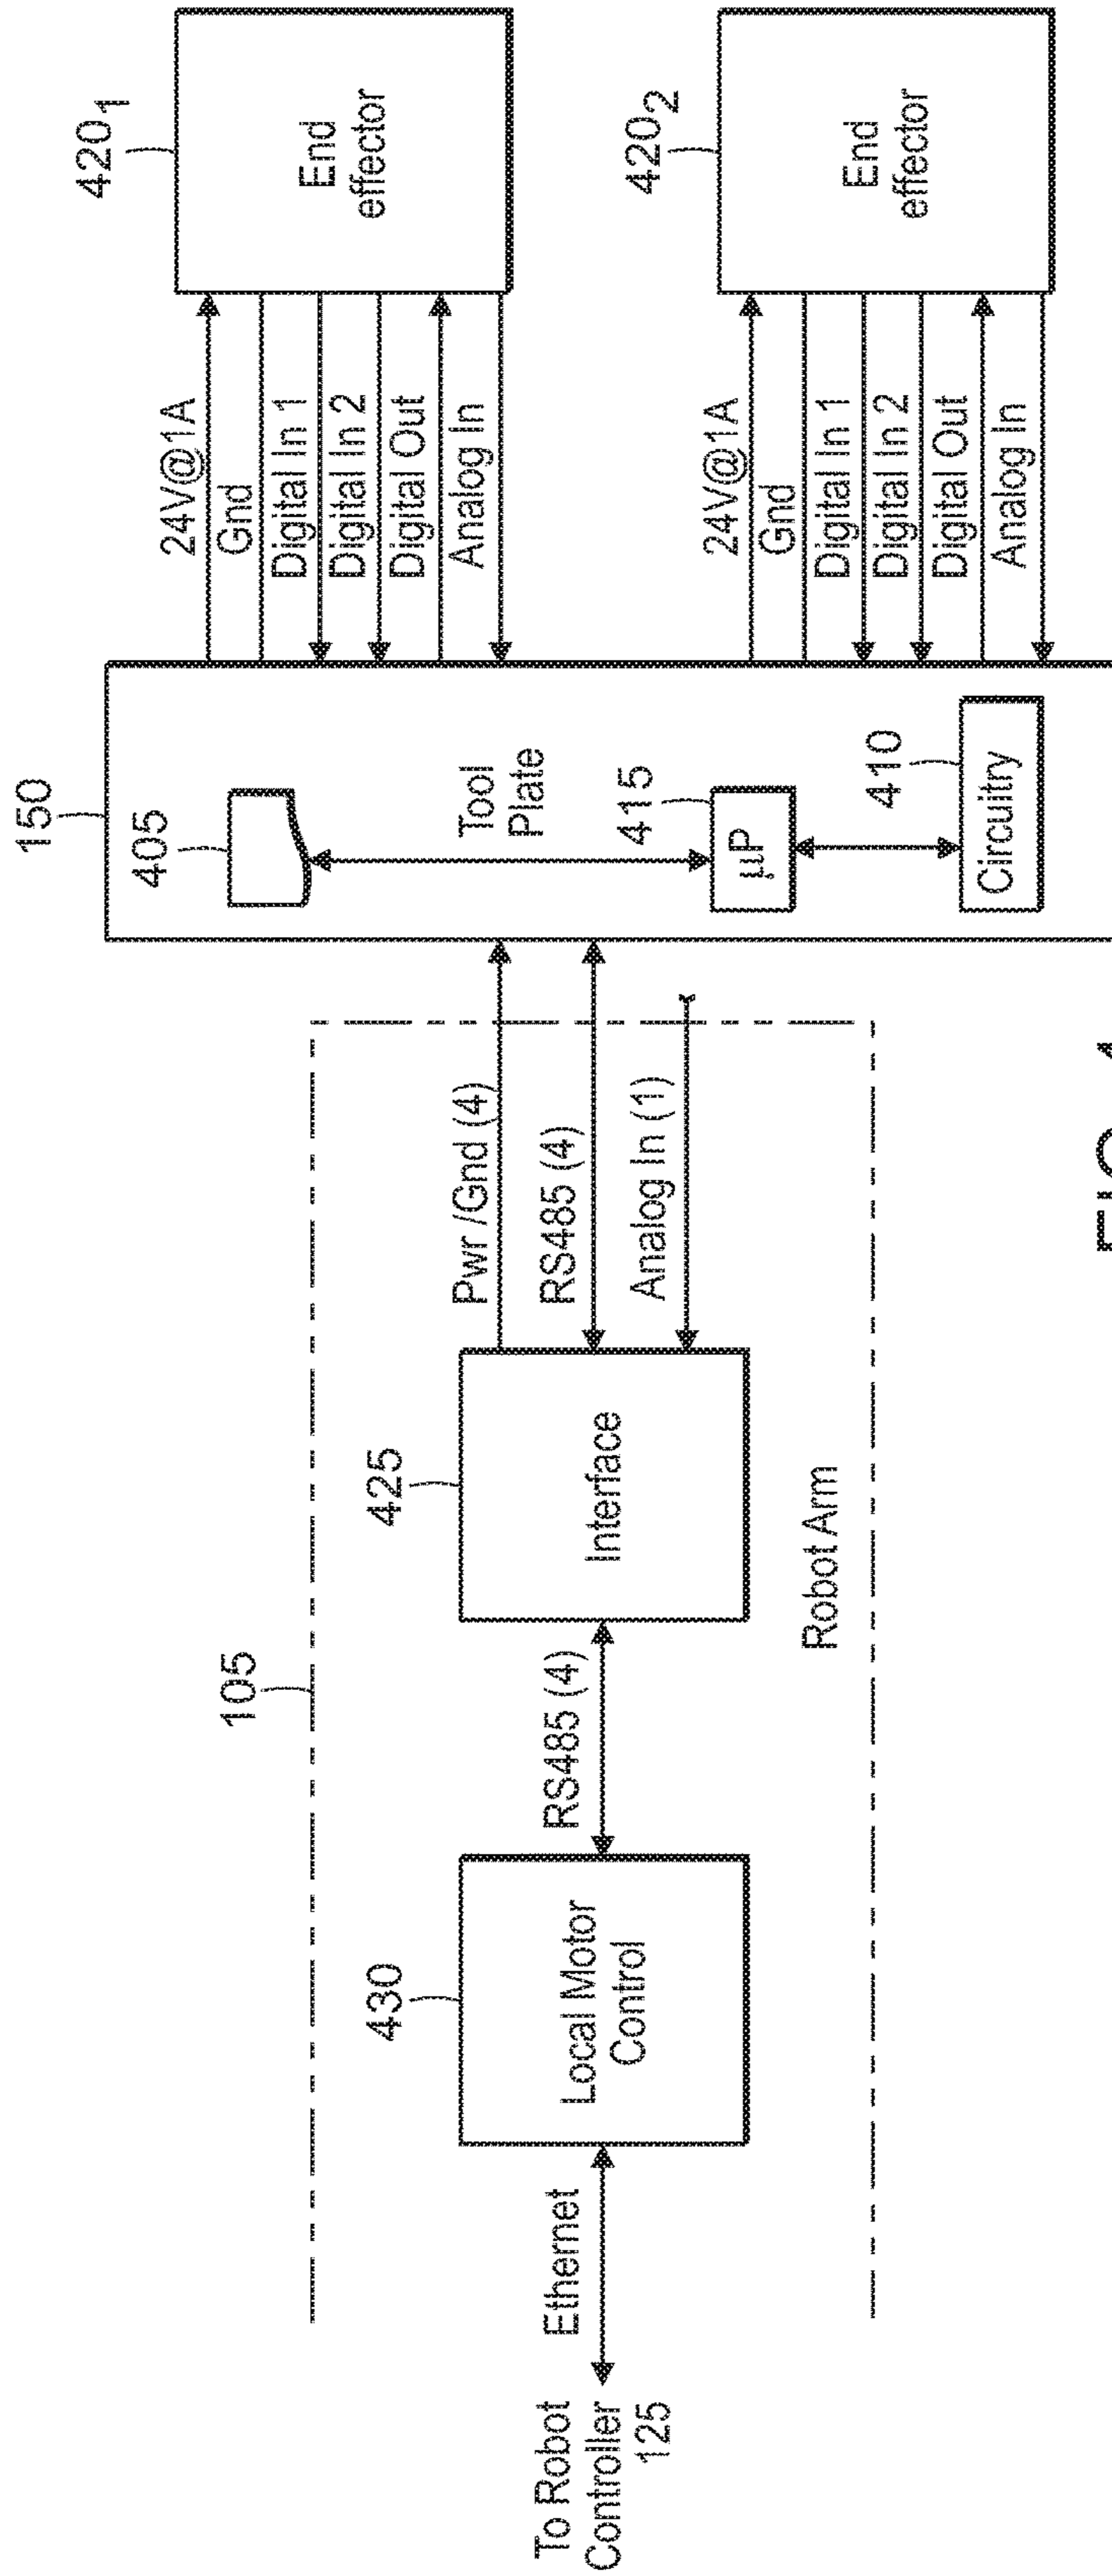 To Robot
Controller
125
Ethernet
430
Local Motor
Control
RS485 (4)
105
425
Interface
Robot Arm
Pwr /Gnd (4)
RS485 (4)
Analog In (1)
150
405
Tool
Plate
415
µP
410
Circuitry
24V@1A
Gnd
Digital In 1
Digital In 2
Digital Out
Analog In
420₁
End
effector
24V@1A
Gnd
Digital In 1
Digital In 2
Digital Out
Analog In
420₂
End
effector